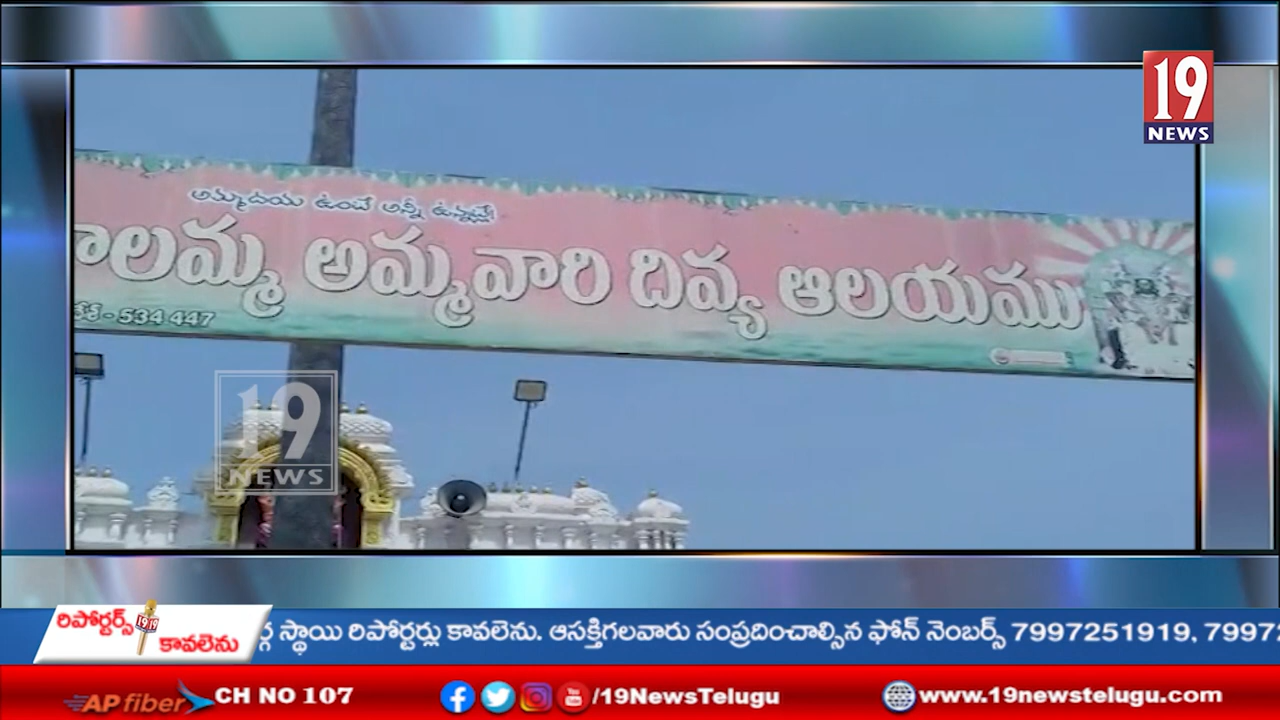 19
NEWS
అమ్మదయ ఉంటే అన్నీ ఉన్నట్లే!
ాలమ్మ అమ్మవారి దివ్య ఆలయము
- 534 447
19
NEWS
రిపోర్టర్స్
కావలెను
ర్గ స్థాయి రిపోర్టర్లు కావలెను. ఆసక్తిగలవారు సంప్రదించాల్సిన ఫోన్ నెంబర్స్ 7997251919, 7997
AP fiber CH NO 107 /19NewsTelugu www.19newstelugu.com